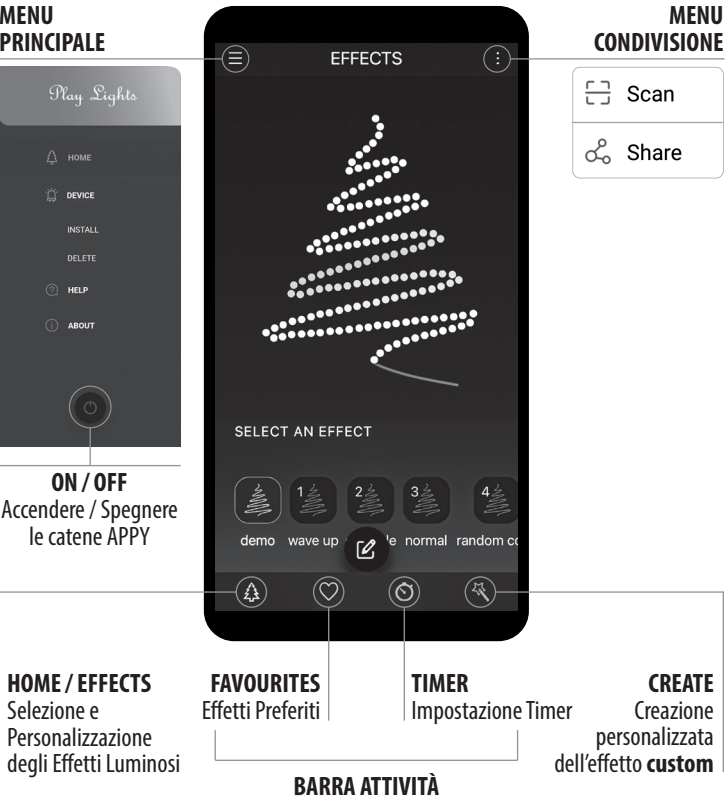 MENU
PRINCIPALE
MENU
CONDIVISIONE
Play Lights
HOME
DEVICE
INSTALL
DELETE
HELP
ABOUT
ON / OFF
Accendere / Spegnere
le catene APPY
EFFECTS
Scan
Share
SELECT AN EFFECT
1
2
3
4
demo
wave up
normal
random
HOME / EFFECTS
Selezione e
Personalizzazione
degli Effetti Luminosi
FAVOURITES
Effetti Preferiti
TIMER
Impostazione Timer
CREATE
Creazione
personalizzata
dell'effetto custom
BARRA ATTIVITÀ